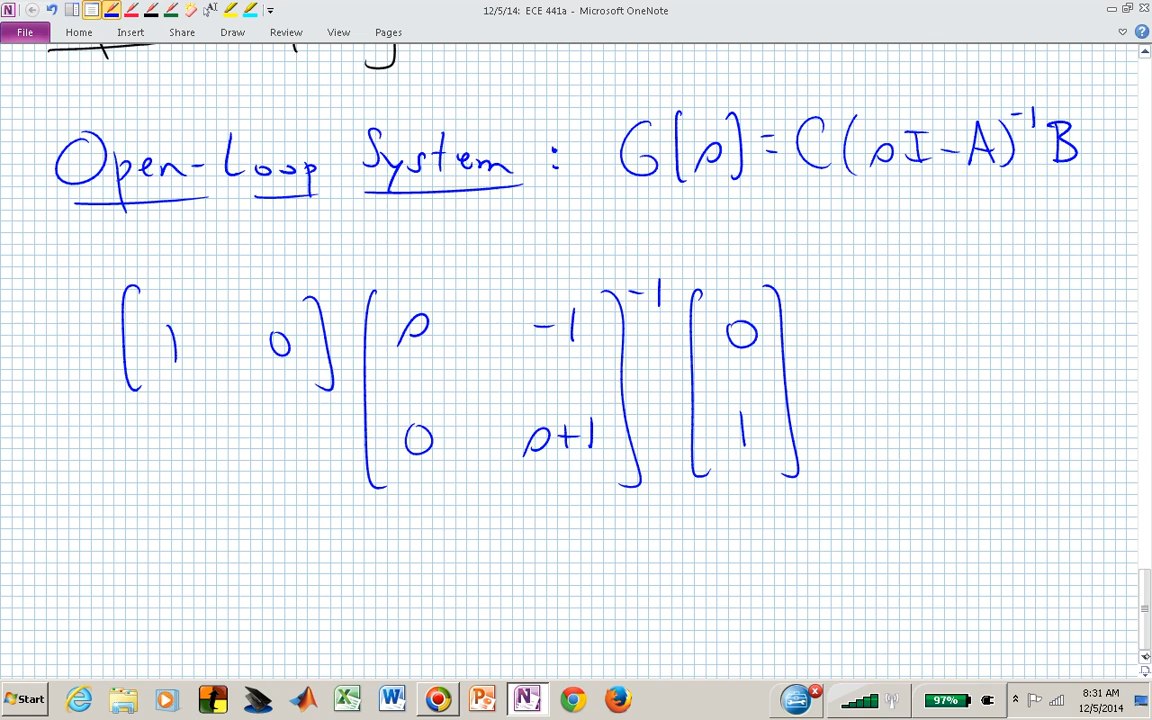 12/5/14: ECE 441a - Microsoft OneNote
File Home Insert Share Draw Review View Pages
Open-Loop System : G(s) = C(sI-A)⁻¹B
[1 0] [s -1; 0 s+1]⁻¹ [0; 1]
Start
97%
8:31 AM
12/5/2014